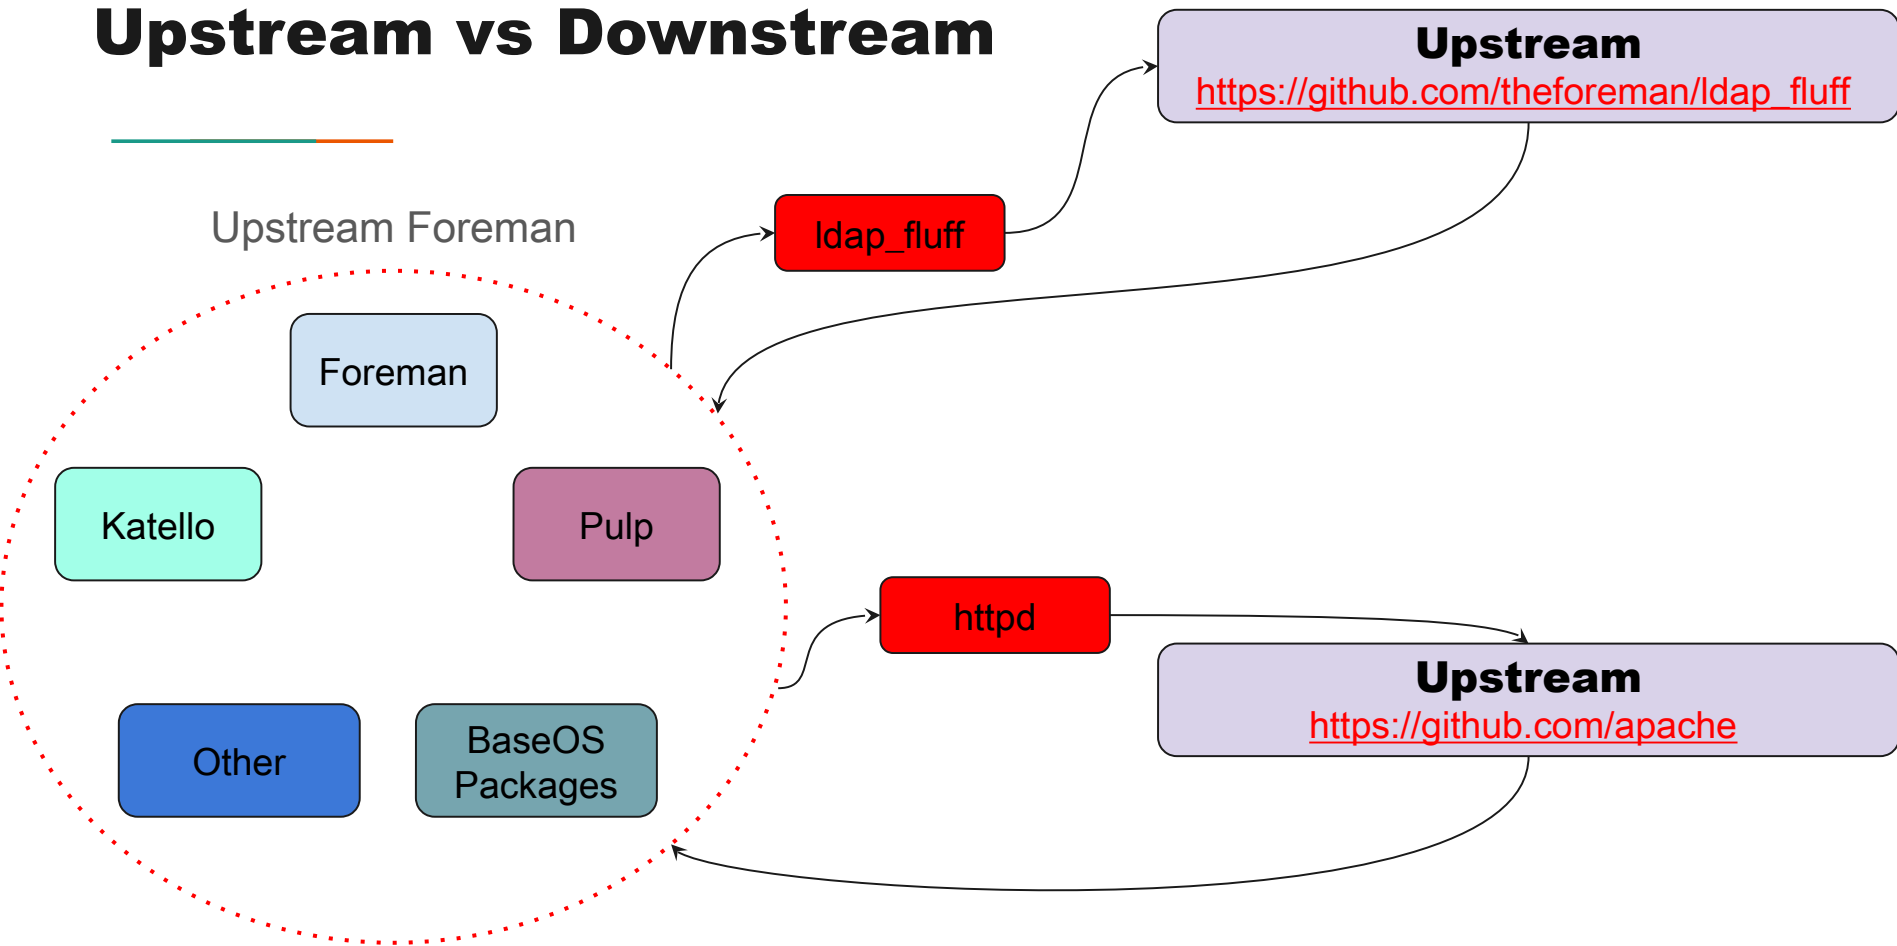 Upstream vs Downstream
Upstream
https://github.com/theforeman/ldap_fluff
ldap_fluff
Upstream Foreman
Foreman
Katello
Pulp
httpd
Upstream
https://github.com/apache
Other
BaseOS
Packages